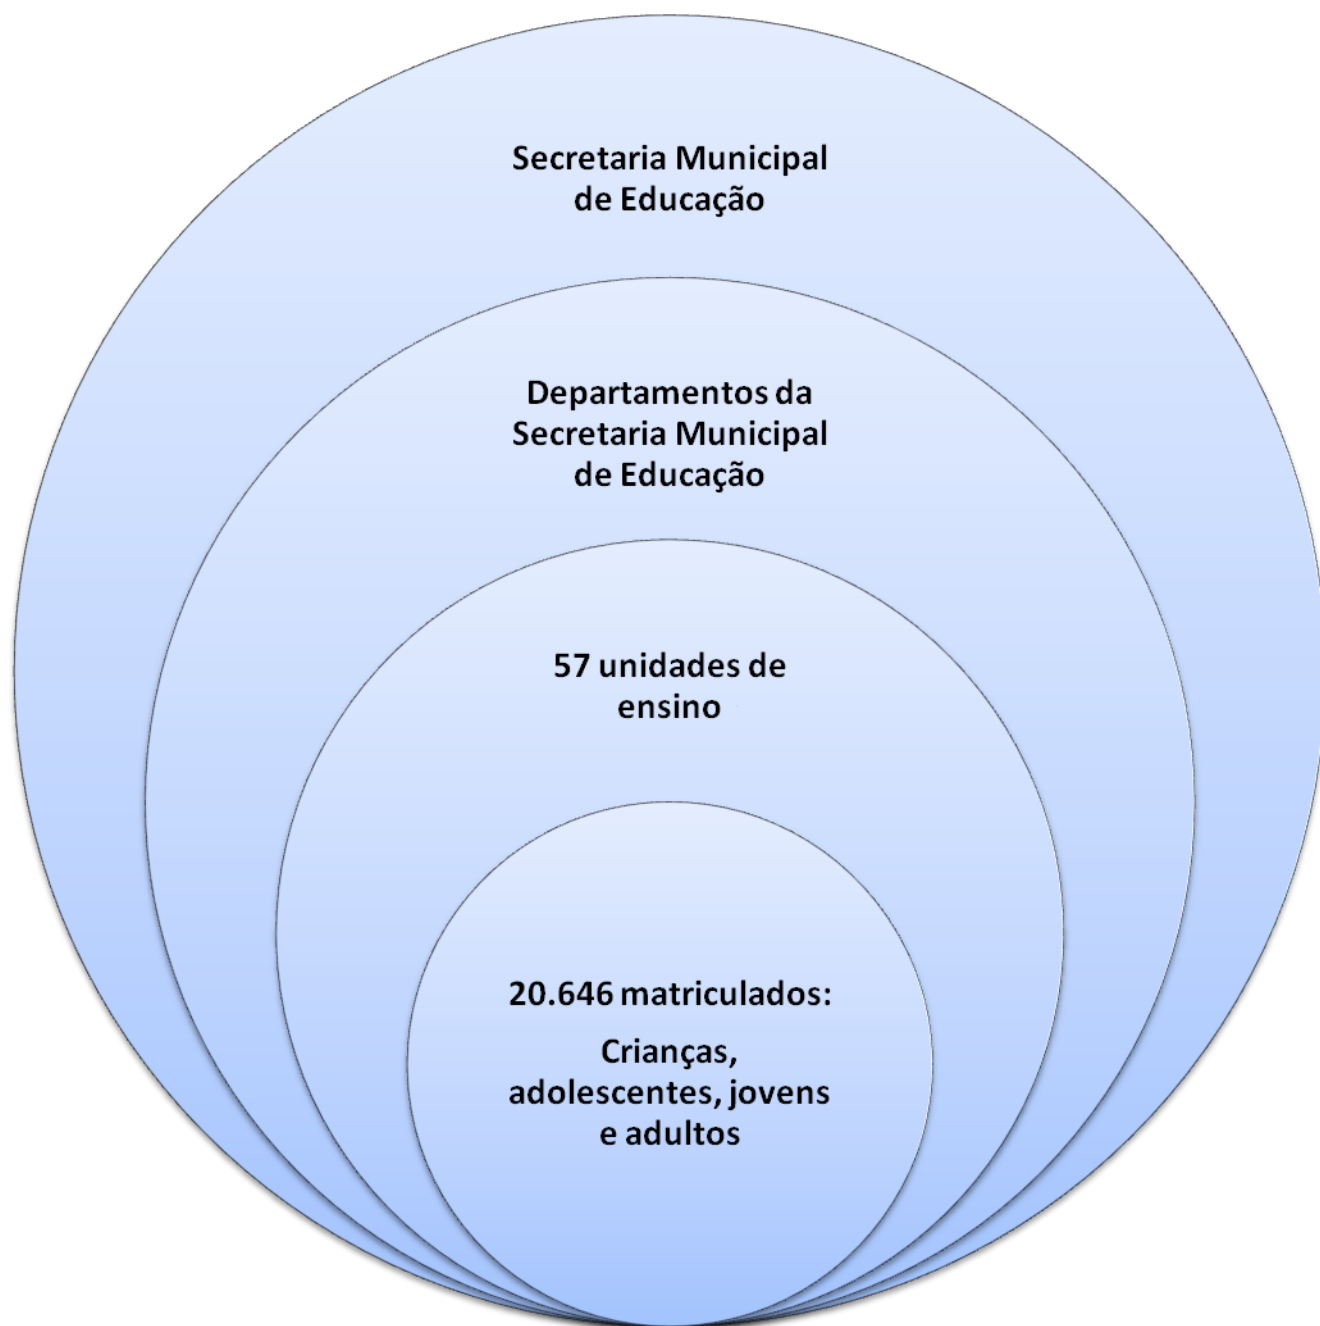 Secretaria Municipal
de Educação
Departamentos da
Secretaria Municipal
de Educação
57 unidades de
ensino
20.646 matriculados:
Crianças,
adolescentes, jovens
e adultos